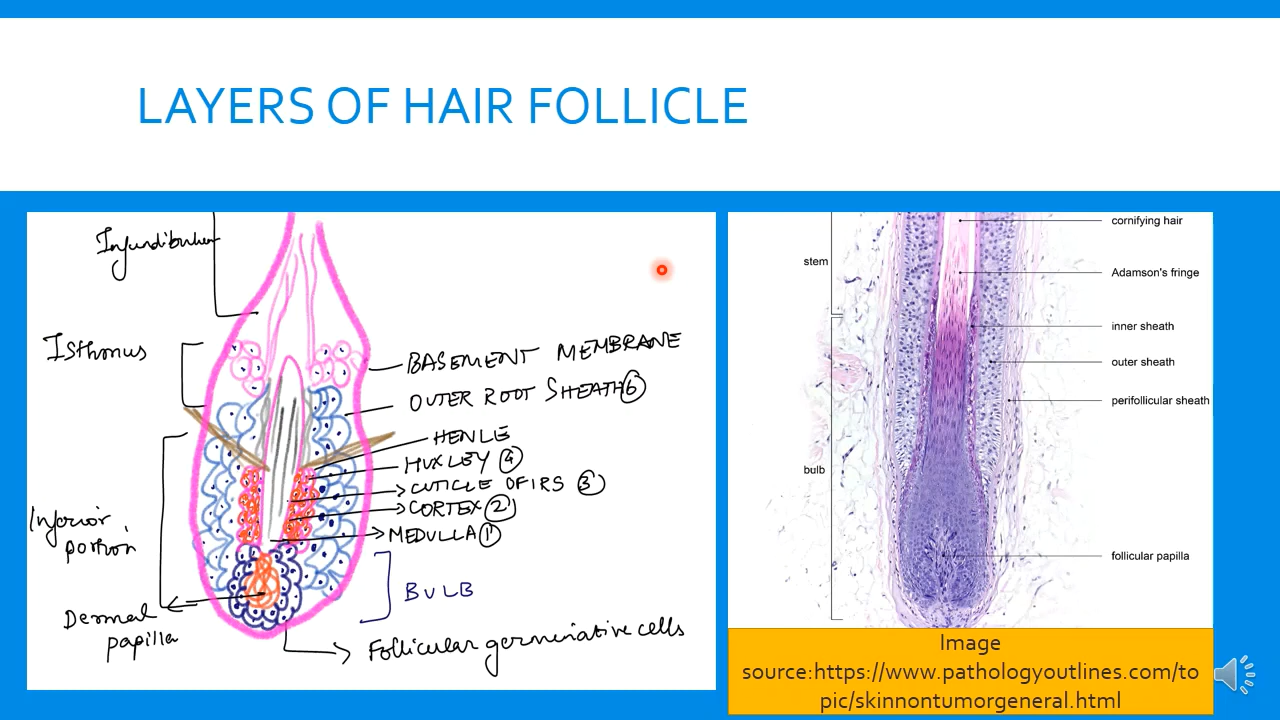 LAYERS OF HAIR FOLLICLE
Infundibulum
Isthmus
Inferior
portion
Dermal
papilla
BASEMENT MEMBRANE
OUTER ROOT SHEATH 6
HENLE
HUXLEY 4
CUTICLE OF IRS 3
CORTEX 2
MEDULLA 1
BULB
Follicular germinative cells
stem
bulb
cornifying hair
Adamson's fringe
inner sheath
outer sheath
perifollicular sheath
follicular papilla
Image
source:https://www.pathologyoutlines.com/to
pic/skinnontumorgeneral.html